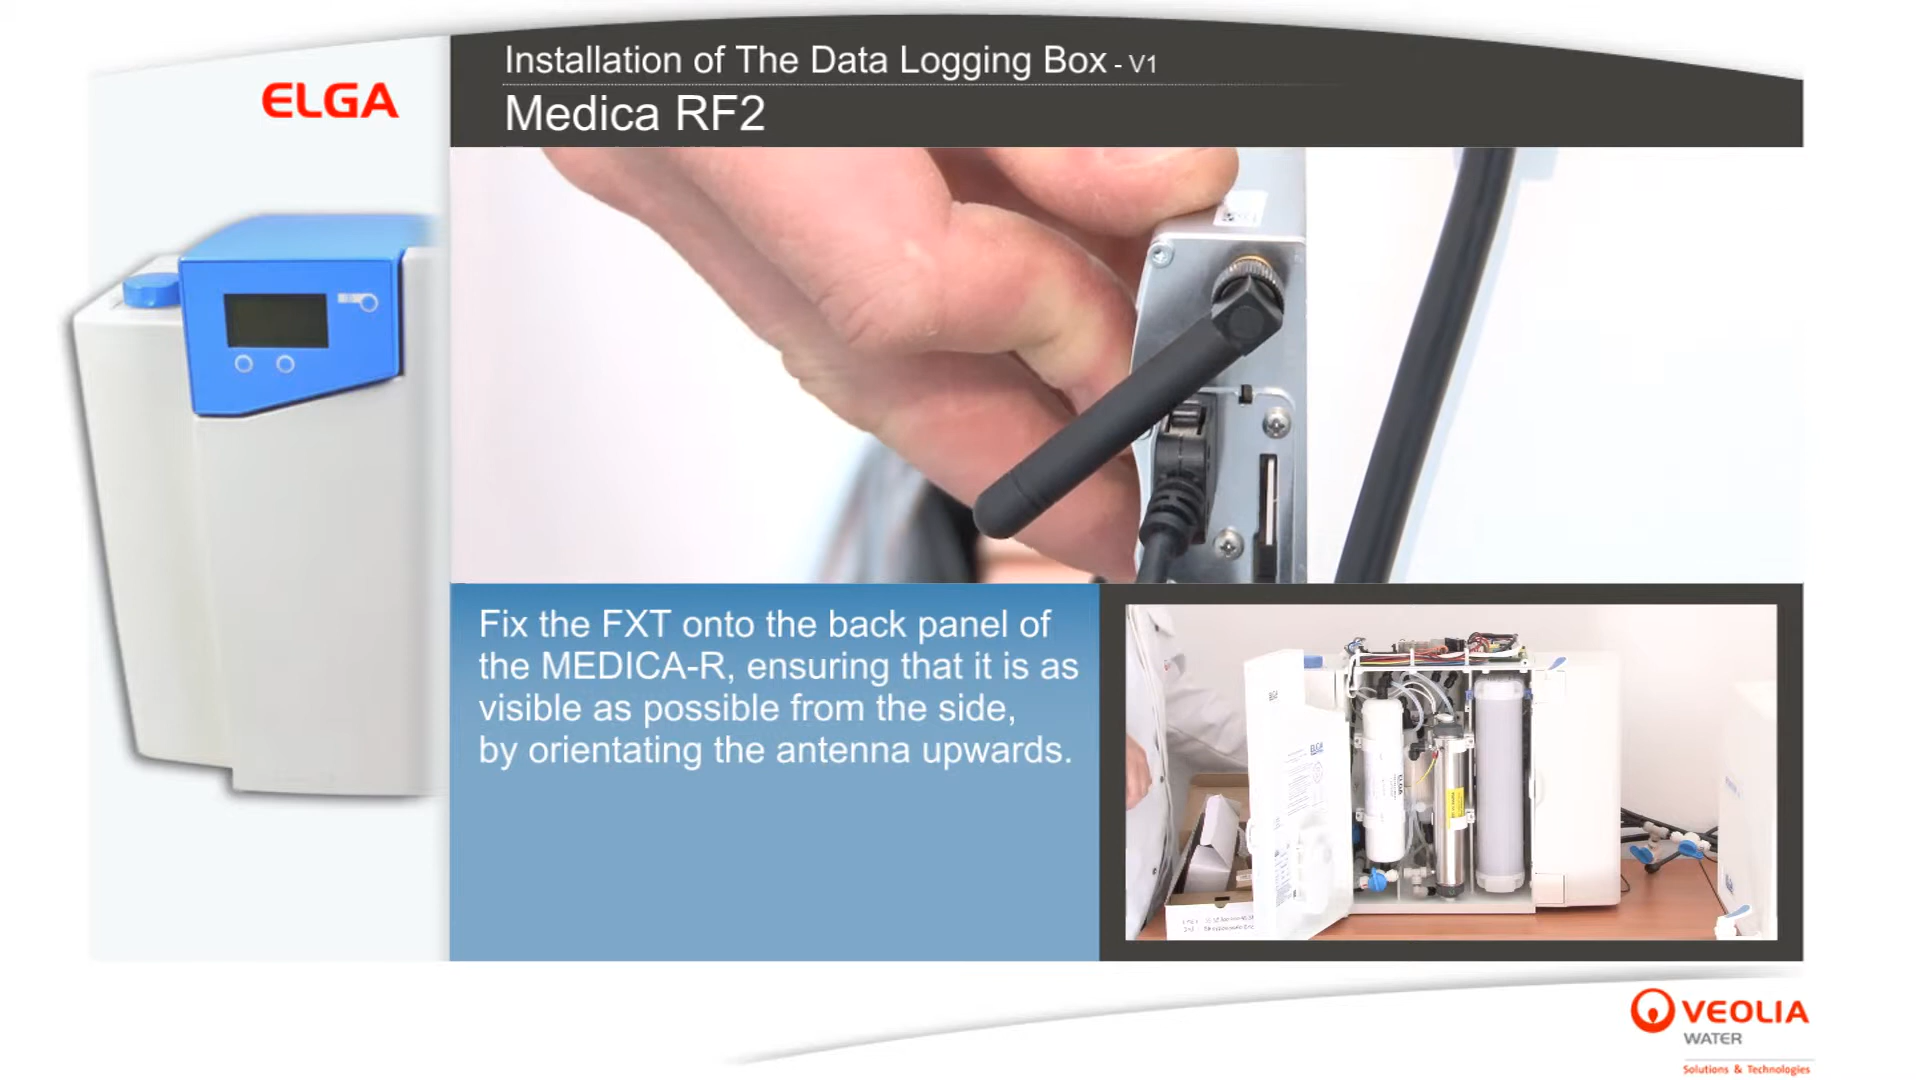 ELGA
Installation of The Data Logging Box - V1
Medica RF2
Fix the FXT onto the back panel of
the MEDICA-R, ensuring that it is as
visible as possible from the side,
by orientating the antenna upwards.
ELGA
ELGA
VEOLIA
WATER
Solutions & Technologies